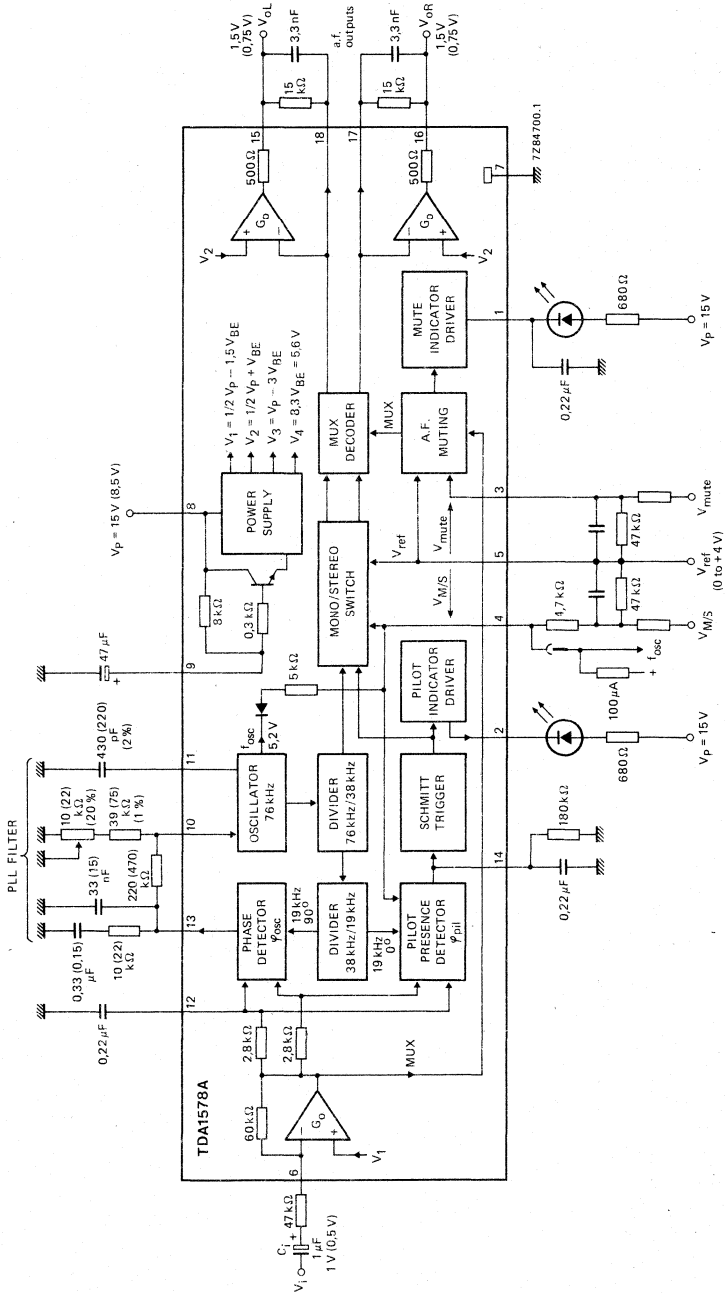 PLL FILTER
0,22 µF
0,33 (0,15)
µF
10 (22)
kΩ
33 (15)
nF
220 (470)
kΩ
10 (22)
kΩ
(20 %)
39 (75)
kΩ
(1 %)
430 (220)
pF
(2%)
47 µF
+
VP = 15 V (8,5 V)
12
13
10
11
9
8
TDA1578A
60 kΩ
2,8 kΩ
2,8 kΩ
GO
−
+
V1
MUX
6
47 kΩ
Ci
+
1 µF
1 V (0,5 V)
Vi
PHASE
DETECTOR
φosc
19 kHz
90°
DIVIDER
38 kHz/19 kHz
19 kHz
0°
PILOT
PRESENCE
DETECTOR
φpil
OSCILLATOR
76 kHz
fosc
5,2 V
5 kΩ
DIVIDER
76 kHz/38 kHz
SCHMITT
TRIGGER
PILOT
INDICATOR
DRIVER
8 kΩ
0,3 kΩ
POWER
SUPPLY
V1 = 1/2 VP − 1,5 VBE
V2 = 1/2 VP + VBE
V3 = VP − 3 VBE
V4 = 8,3 VBE = 5,6 V
MONO/STEREO
SWITCH
MUX
DECODER
MUX
A.F.
MUTING
MUTE
INDICATOR
DRIVER
Vref
Vmute
VM/S
V2
+
−
GD
500 Ω
15
18
15
kΩ
3,3 nF
VoL
1,5 V
(0,75 V)
a.f.
outputs
V2
−
+
GD
500 Ω
17
16
15
kΩ
3,3 nF
VoR
1,5 V
(0,75 V)
7
7Z84700.1
14
2
4
5
3
1
0,22 µF
180 kΩ
680 Ω
VP = 15 V
100 µA
+
fosc
4,7 kΩ
47 kΩ
47 kΩ
VM/S
Vref
(0 to +4 V)
Vmute
0,22 µF
680 Ω
VP = 15 V